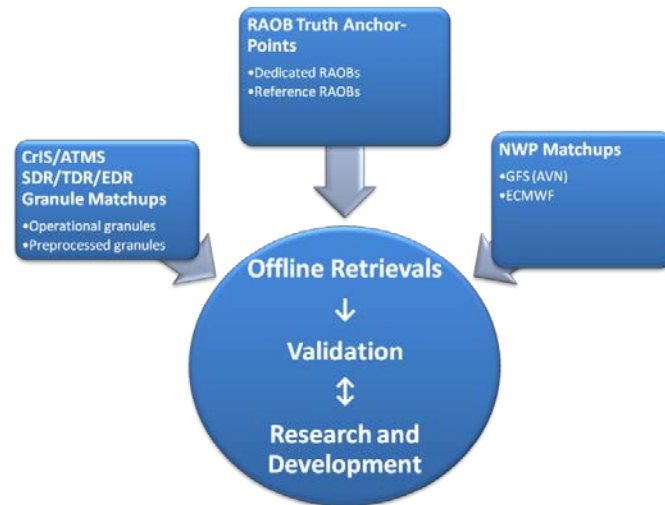 RAOB Truth Anchor-
Points
•Dedicated RAOBs
•Reference RAOBs
CrIS/ATMS
SDR/TDR/EDR
Granule Matchups
•Operational granules
•Preprocessed granules
NWP Matchups
•GFS (AVN)
•ECMWF
Offline Retrievals
↓
Validation
↕
Research and
Development